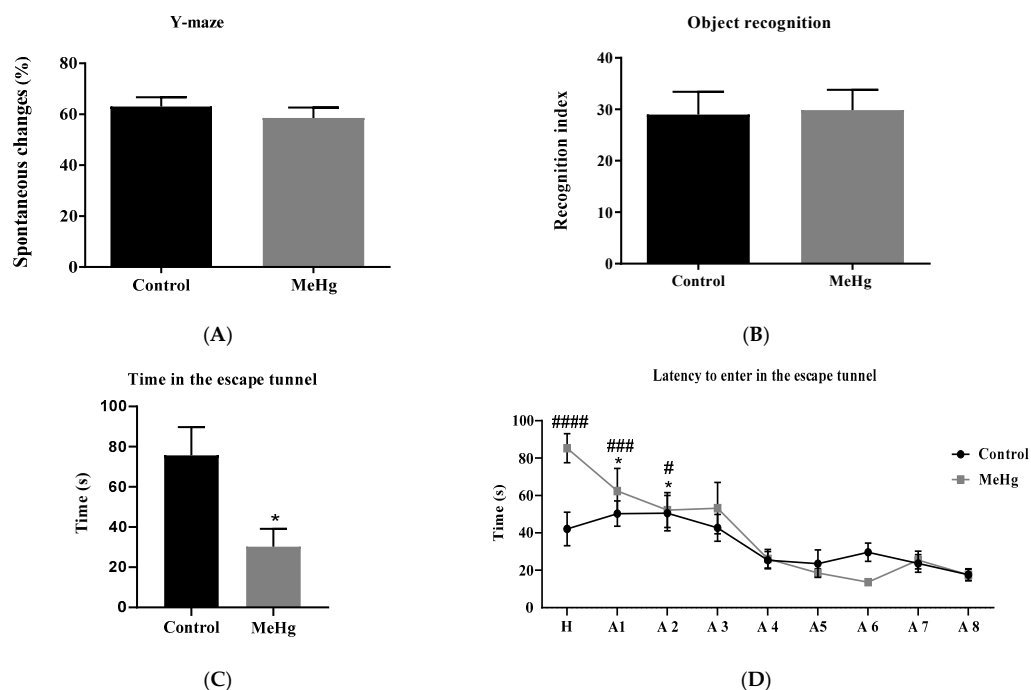 Y-maze
Spontaneous changes (%)
80
60
40
20
0
Control
MeHg
(A)
Object recognition
Recognition index
40
30
20
10
0
Control
MeHg
(B)
Time in the escape tunnel
Time (s)
100
80
60
40
20
0
*
Control
MeHg
(C)
Latency to enter in the escape tunnel
Time (s)
100
80
60
40
20
0
####
###
*
#
*
Control
MeHg
H A1 A 2 A 3 A 4 A5 A 6 A 7 A 8
(D)